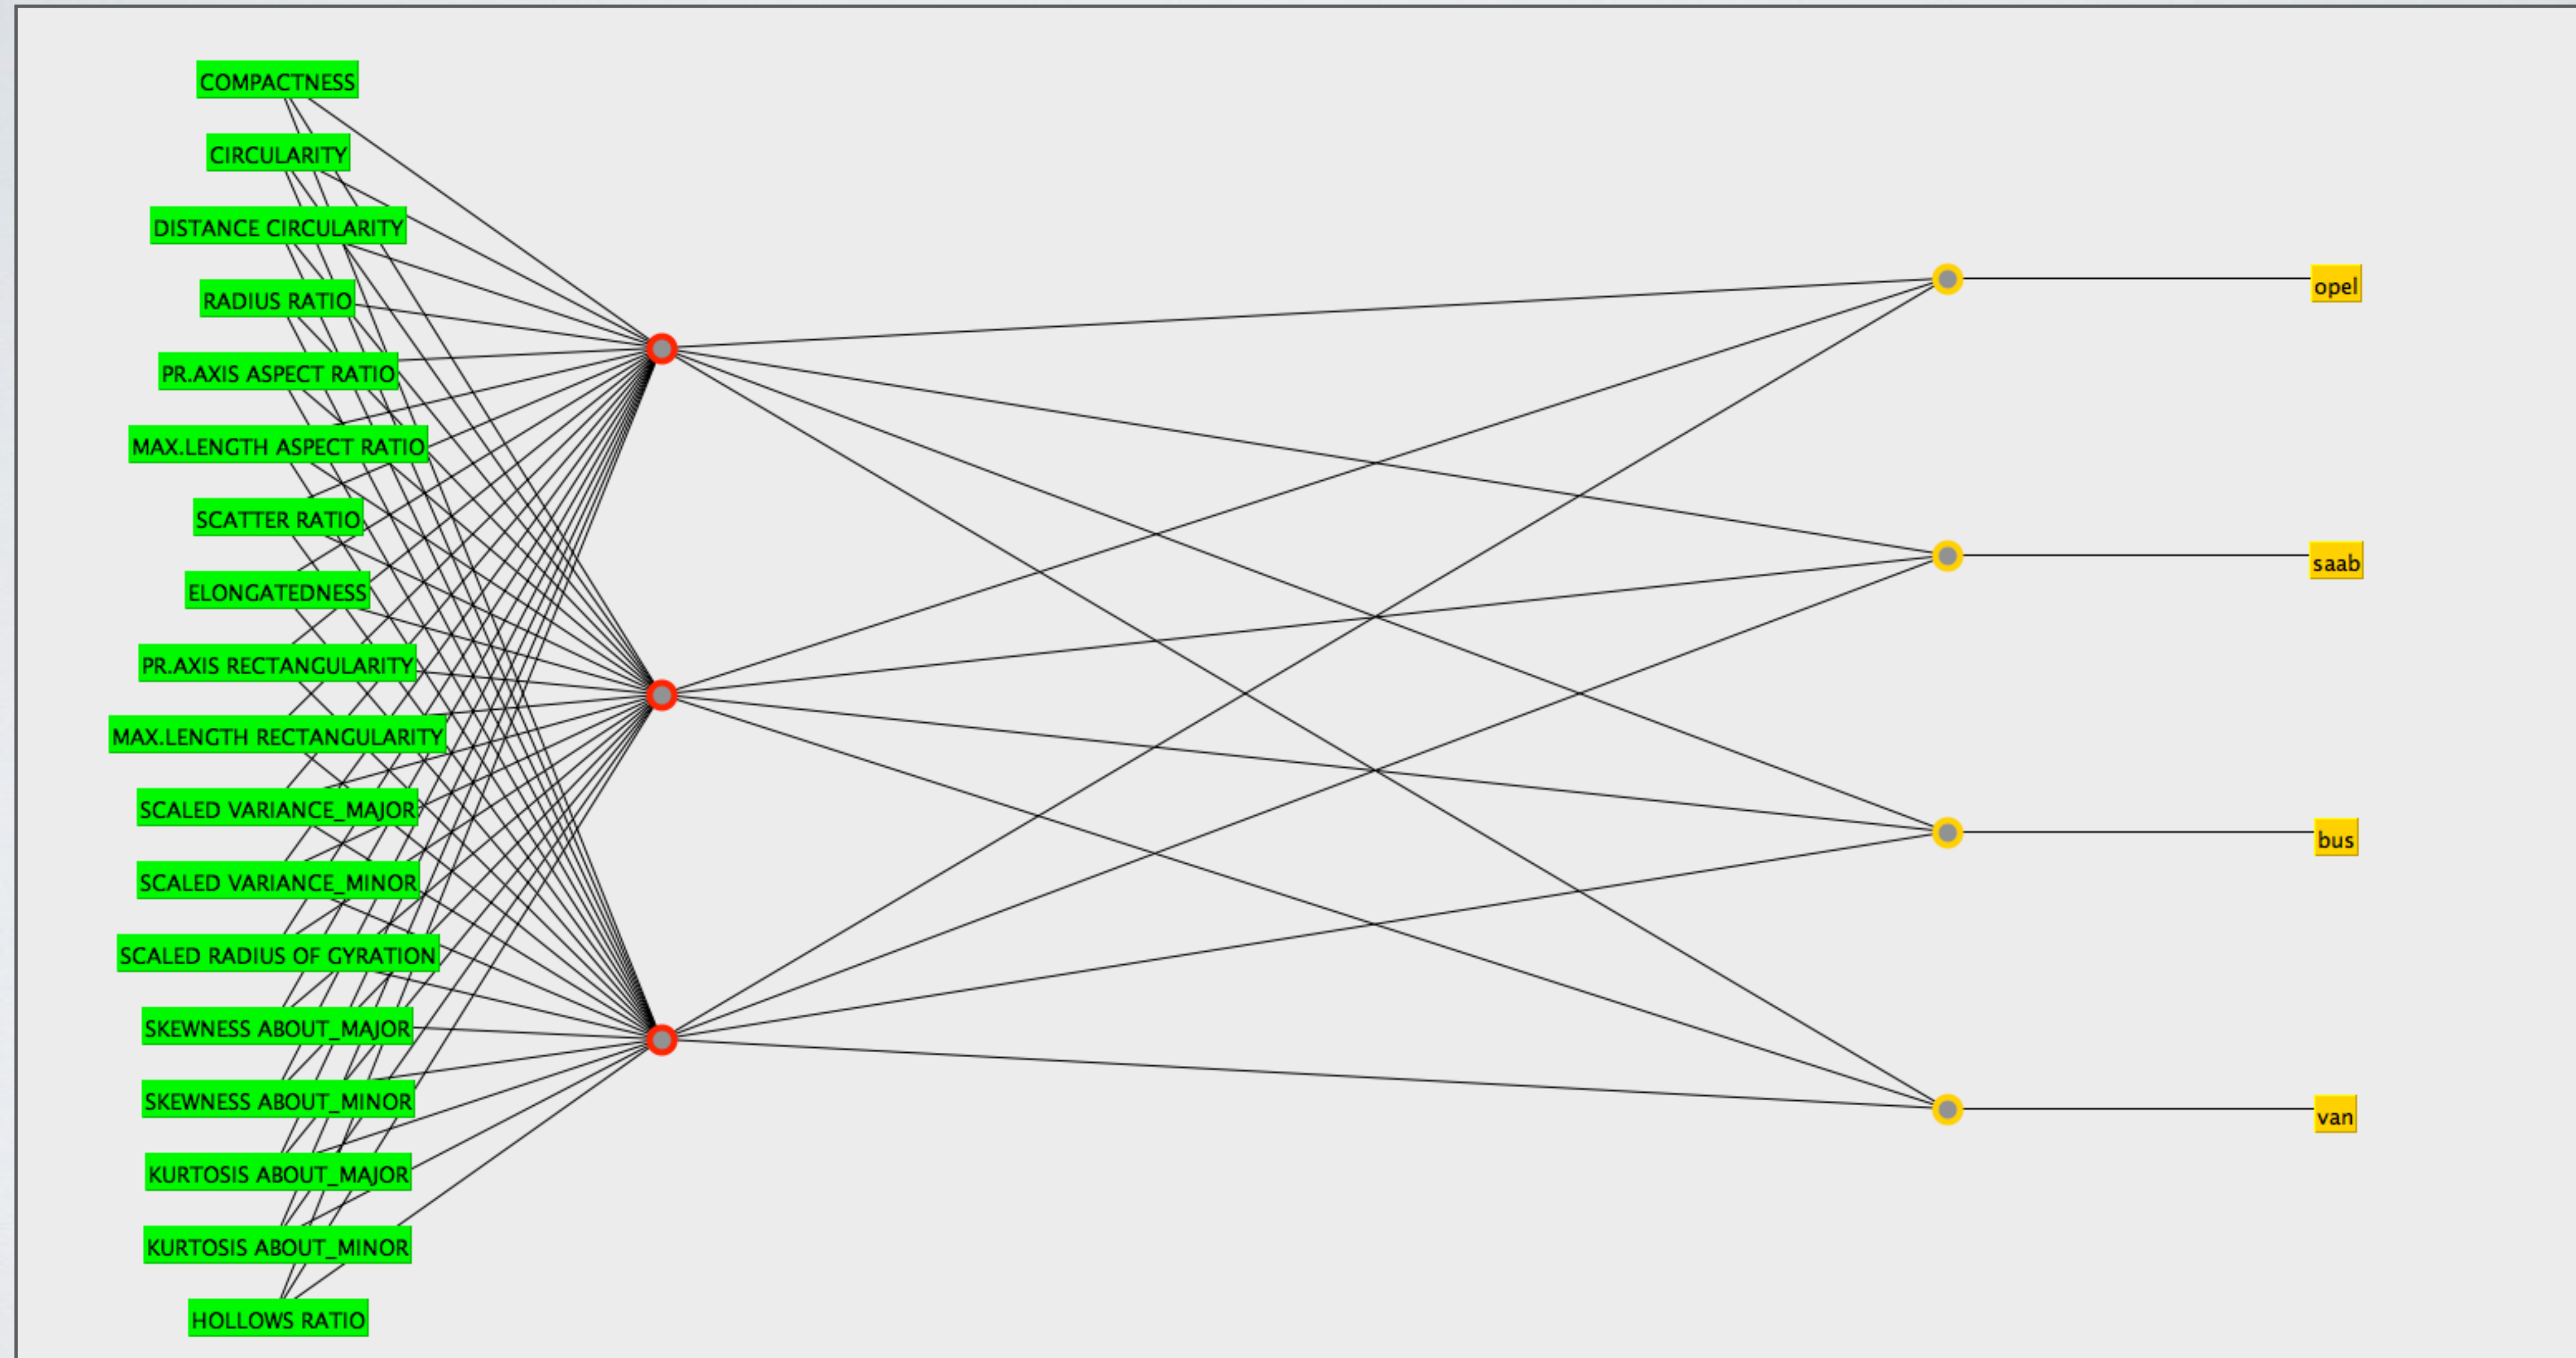 COMPACTNESS
CIRCULARITY
DISTANCE CIRCULARITY
RADIUS RATIO
PR.AXIS ASPECT RATIO
MAX.LENGTH ASPECT RATIO
SCATTER RATIO
ELONGATEDNESS
PR.AXIS RECTANGULARITY
MAX.LENGTH RECTANGULARITY
SCALED VARIANCE_MAJOR
SCALED VARIANCE_MINOR
SCALED RADIUS OF GYRATION
SKEWNESS ABOUT_MAJOR
SKEWNESS ABOUT_MINOR
KURTOSIS ABOUT_MAJOR
KURTOSIS ABOUT_MINOR
HOLLOWS RATIO
opel
saab
bus
van